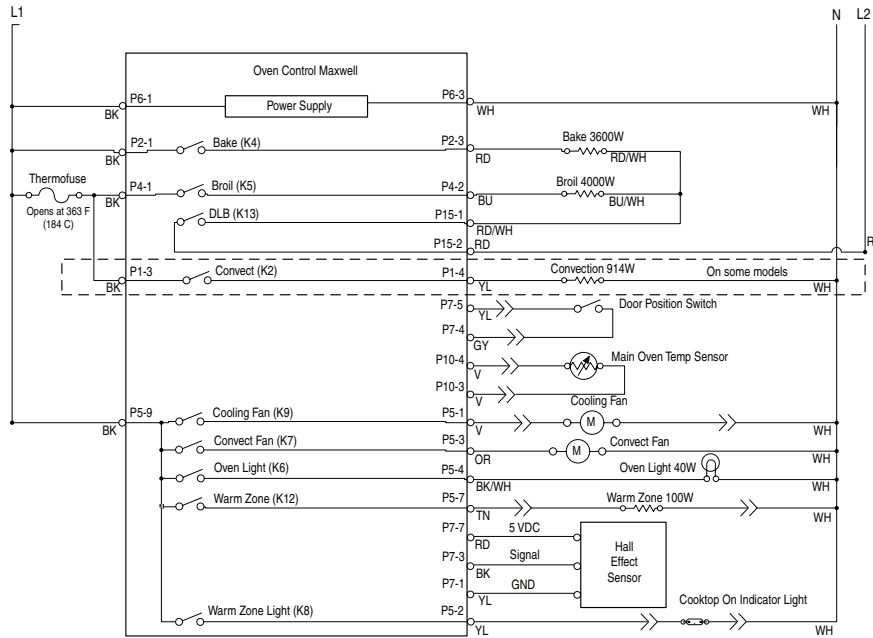 L1
N L2
Oven Control Maxwell
P6-1 Power Supply P6-3
BK WH WH
P2-1 Bake (K4) P2-3 Bake 3600W
BK RD RD/WH
Thermofuse
P4-1 Broil (K5) P4-2 Broil 4000W
Opens at 363 F BK BU BU/WH
(184 C)
DLB (K13) P15-1
RD/WH
P15-2 RD R
P1-3 Convect (K2) P1-4 Convection 914W On some models
BK YL WH
P7-5 Door Position Switch
YL
P7-4
GY
P10-4 Main Oven Temp Sensor
V
P10-3
V Cooling Fan
P5-9 Cooling Fan (K9) P5-1 M
BK V WH
Convect Fan (K7) P5-3 M Convect Fan
OR WH
Oven Light (K6) P5-4 Oven Light 40W
BK/WH WH
Warm Zone (K12) P5-7 Warm Zone 100W
TN WH
P7-7 5 VDC
RD
Hall
Effect
Sensor
P7-3 Signal
BK
P7-1 GND
YL
Warm Zone Light (K8) P5-2 Cooktop On Indicator Light
YL WH